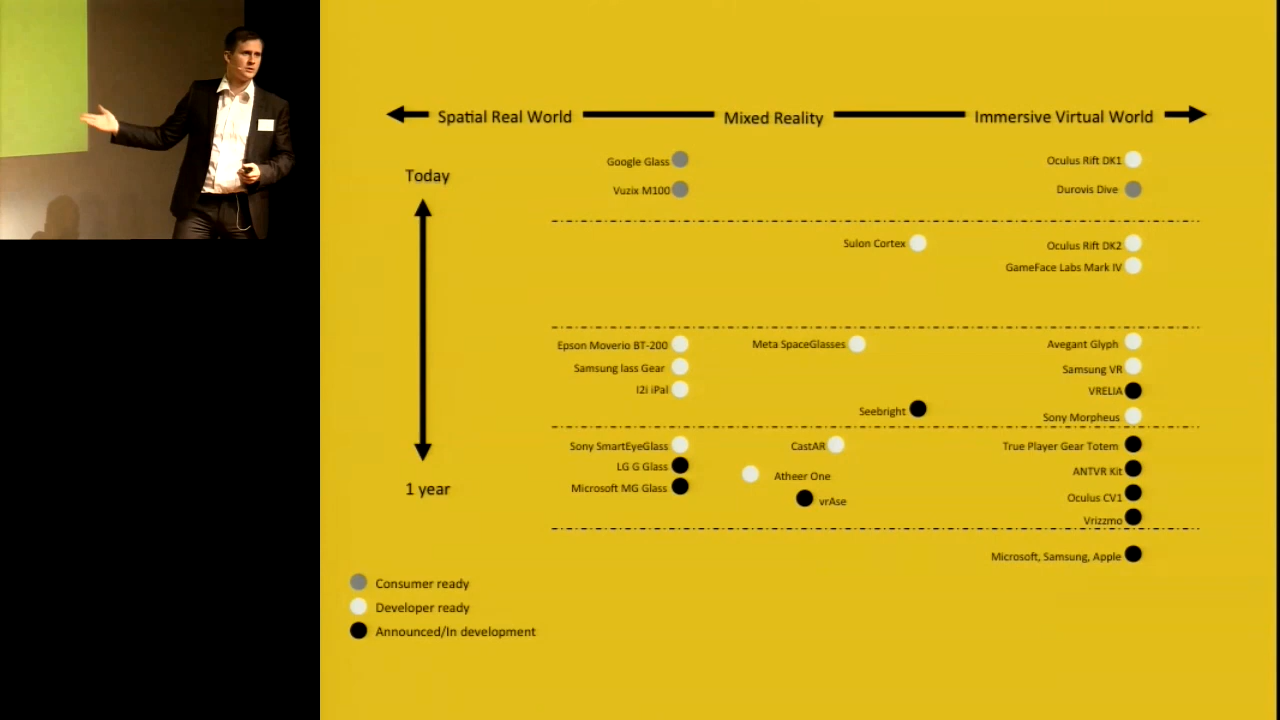 Spatial Real World Mixed Reality Immersive Virtual World
Google Glass Oculus Rift DK1
Today
Vuzix M100 Durovis Dive
Sulon Cortex Oculus Rift DK2
GameFace Labs Mark IV
Epson Moverio BT-200 Meta SpaceGlasses Avegant Glyph
Samsung lass Gear Samsung VR
I2i iPal VRELIA
Seebright Sony Morpheus
Sony SmartEyeGlass CastAR True Player Gear Totem
LG G Glass Atheer One ANTVR Kit
1 year Microsoft MG Glass vrAse Oculus CV1
Vrizzmo
Microsoft, Samsung, Apple
Consumer ready
Developer ready
Announced/In development